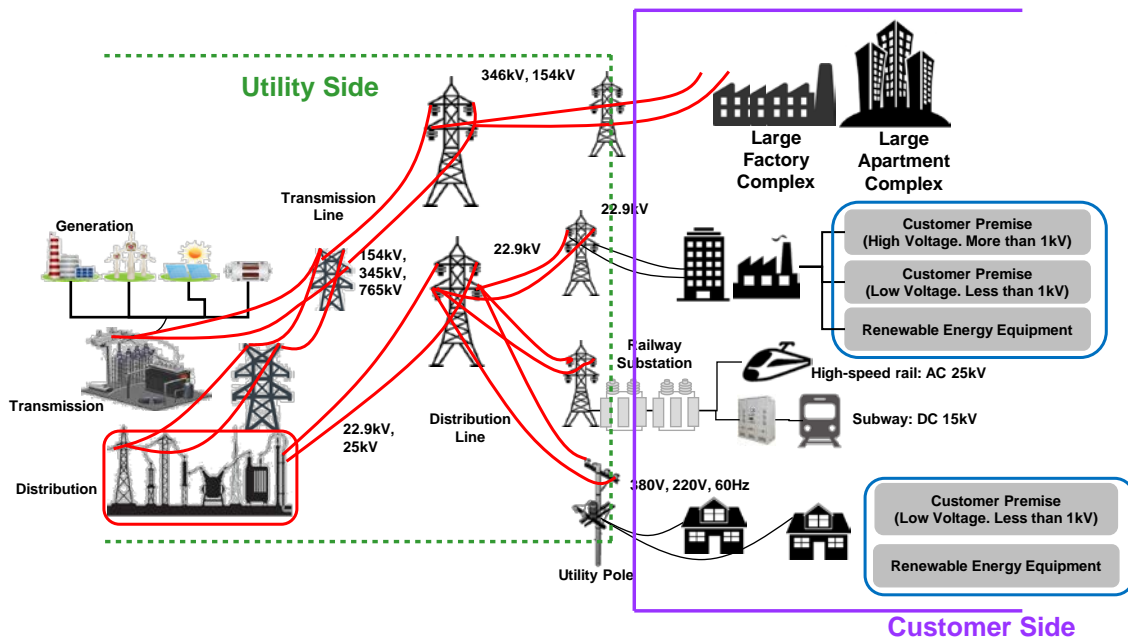 Utility Side
346kV, 154kV
Large
Factory
Complex
Large
Apartment
Complex
Transmission
Line
Generation
154kV,
345kV,
765kV
22.9kV
22.9kV
Customer Premise
(High Voltage. More than 1kV)
Customer Premise
(Low Voltage. Less than 1kV)
Renewable Energy Equipment
Railway
Substation
High-speed rail: AC 25kV
Transmission
Distribution
Line
22.9kV,
25kV
Subway: DC 15kV
Distribution
380V, 220V, 60Hz
Customer Premise
(Low Voltage. Less than 1kV)
Renewable Energy Equipment
Utility Pole
Customer Side